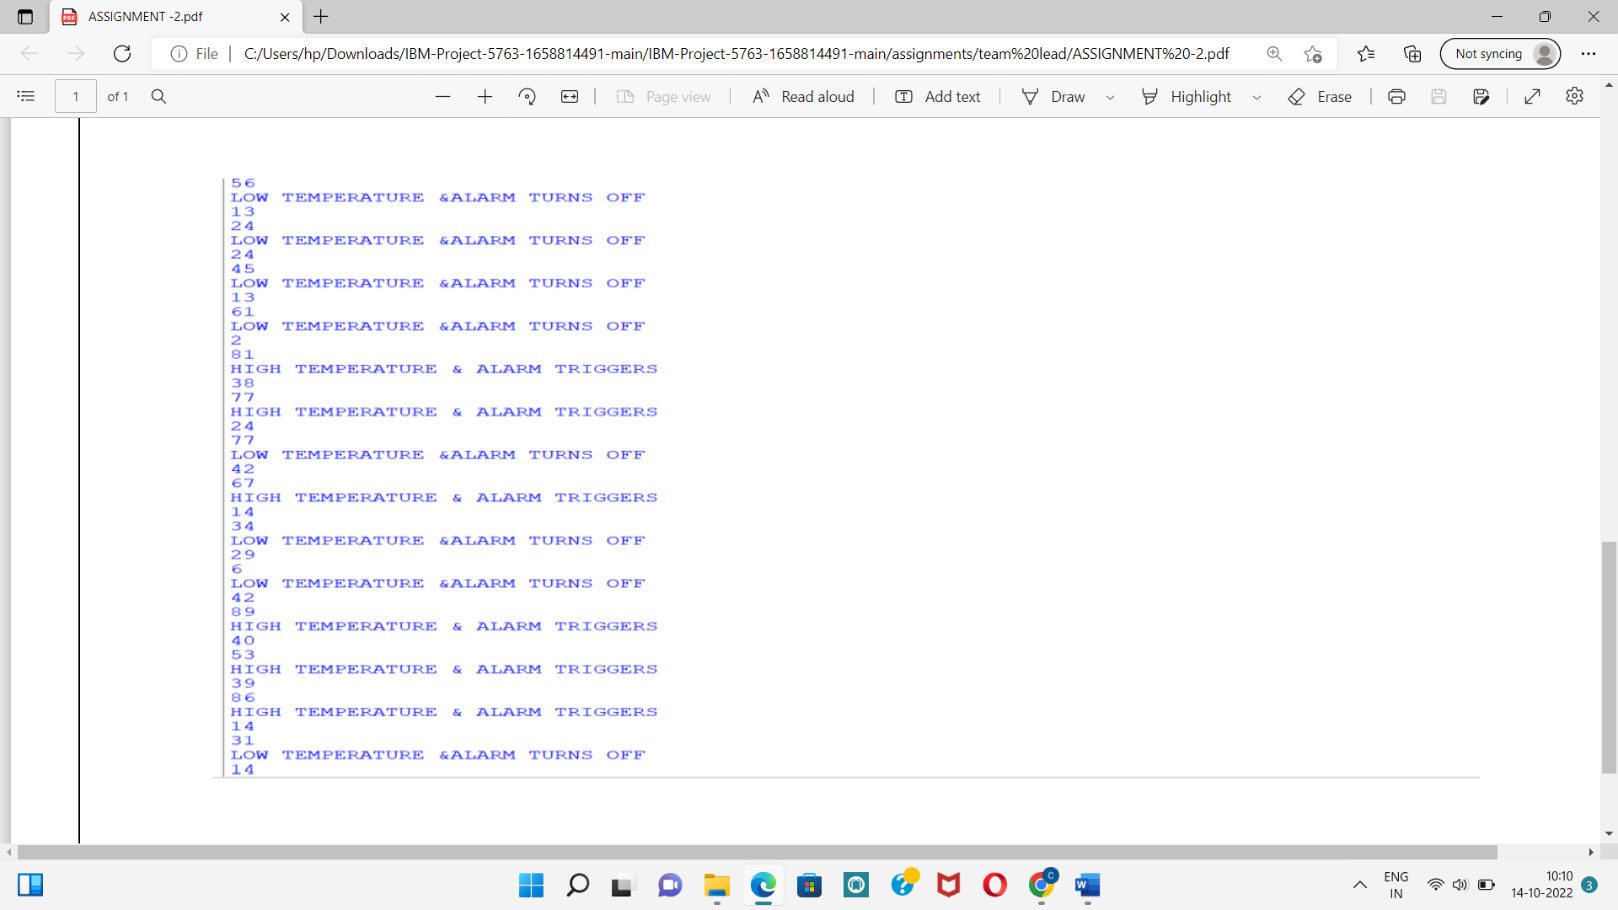 ASSIGNMENT -2.pdf
File
C:/Users/hp/Downloads/IBM-Project-5763-1658814491-main/IBM-Project-5763-1658814491-main/assignments/team%20lead/ASSIGNMENT%20-2.pdf
Not syncing
1 of 1
Page view
Read aloud
Add text
Draw
Highlight
Erase
56
LOW TEMPERATURE &ALARM TURNS OFF
13
24
LOW TEMPERATURE &ALARM TURNS OFF
24
45
LOW TEMPERATURE &ALARM TURNS OFF
13
61
LOW TEMPERATURE &ALARM TURNS OFF
2
81
HIGH TEMPERATURE & ALARM TRIGGERS
38
77
HIGH TEMPERATURE & ALARM TRIGGERS
24
77
LOW TEMPERATURE &ALARM TURNS OFF
42
67
HIGH TEMPERATURE & ALARM TRIGGERS
14
34
LOW TEMPERATURE &ALARM TURNS OFF
29
6
LOW TEMPERATURE &ALARM TURNS OFF
42
89
HIGH TEMPERATURE & ALARM TRIGGERS
40
53
HIGH TEMPERATURE & ALARM TRIGGERS
39
86
HIGH TEMPERATURE & ALARM TRIGGERS
14
31
LOW TEMPERATURE &ALARM TURNS OFF
14
ENG
IN
10:10
14-10-2022
3